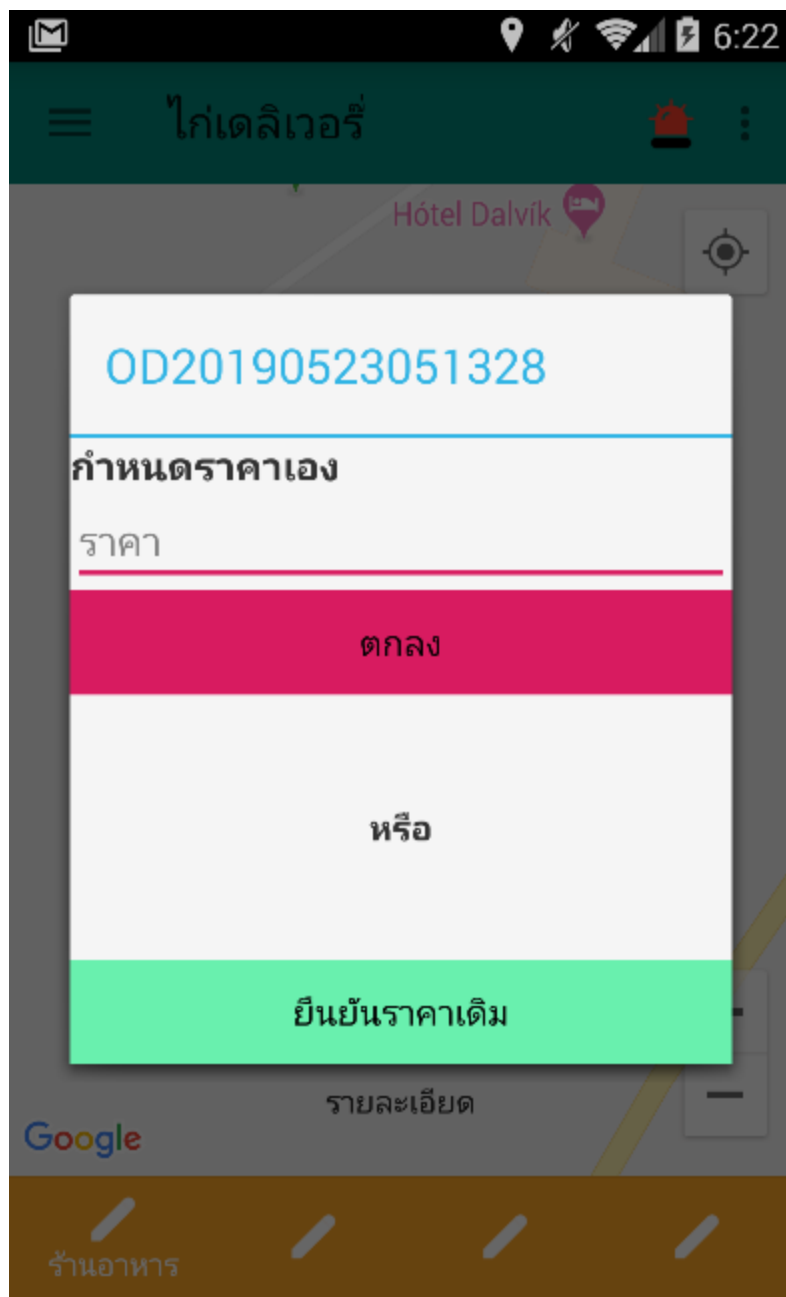 6:22
ไก่เดลิเวอรี่
Hótel Dalvík
OD20190523051328
กำหนดราคาเอง
ราคา
ตกลง
หรือ
ยืนยันราคาเดิม
รายละเอียด
Google
ร้านอาหาร